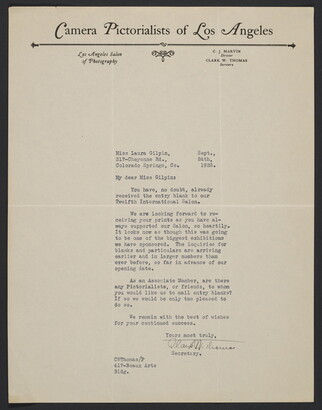 Camera Pictorialists of Los Angeles
Los Angeles Salon
of Photography
C. J. MARVIN
Director
CLARK W. THOMAS
Secretary
Miss Laura Gilpin, Sept.,
317-Cheyenne Rd., 24th,
Colorado Springs, Co. 1928.
My dear Miss Gilpin:
You have, no doubt, already
received the entry blank to our
Twelfth International Salon.
We are looking forward to re-
ceiving your prints as you have al-
ways supported our Salon, so heartily.
It looks now as though this was going
to be one of the biggest exhibitions
we have sponsored. The inquiries for
blanks and particulars are arriving
earlier and in larger numbers than
ever before, so far in advance of our
opening date.
As an Associate Member, are there
any Pictorialists, or friends, to whom
you would like us to mail entry blanks?
If so we would be only too pleased to
do so.
We remain with the best of wishes
for your continued success.
Yours most truly,
Clark W. Thomas
Secretary.
CWThomas/P
417-Bowen Arts
Bldg.